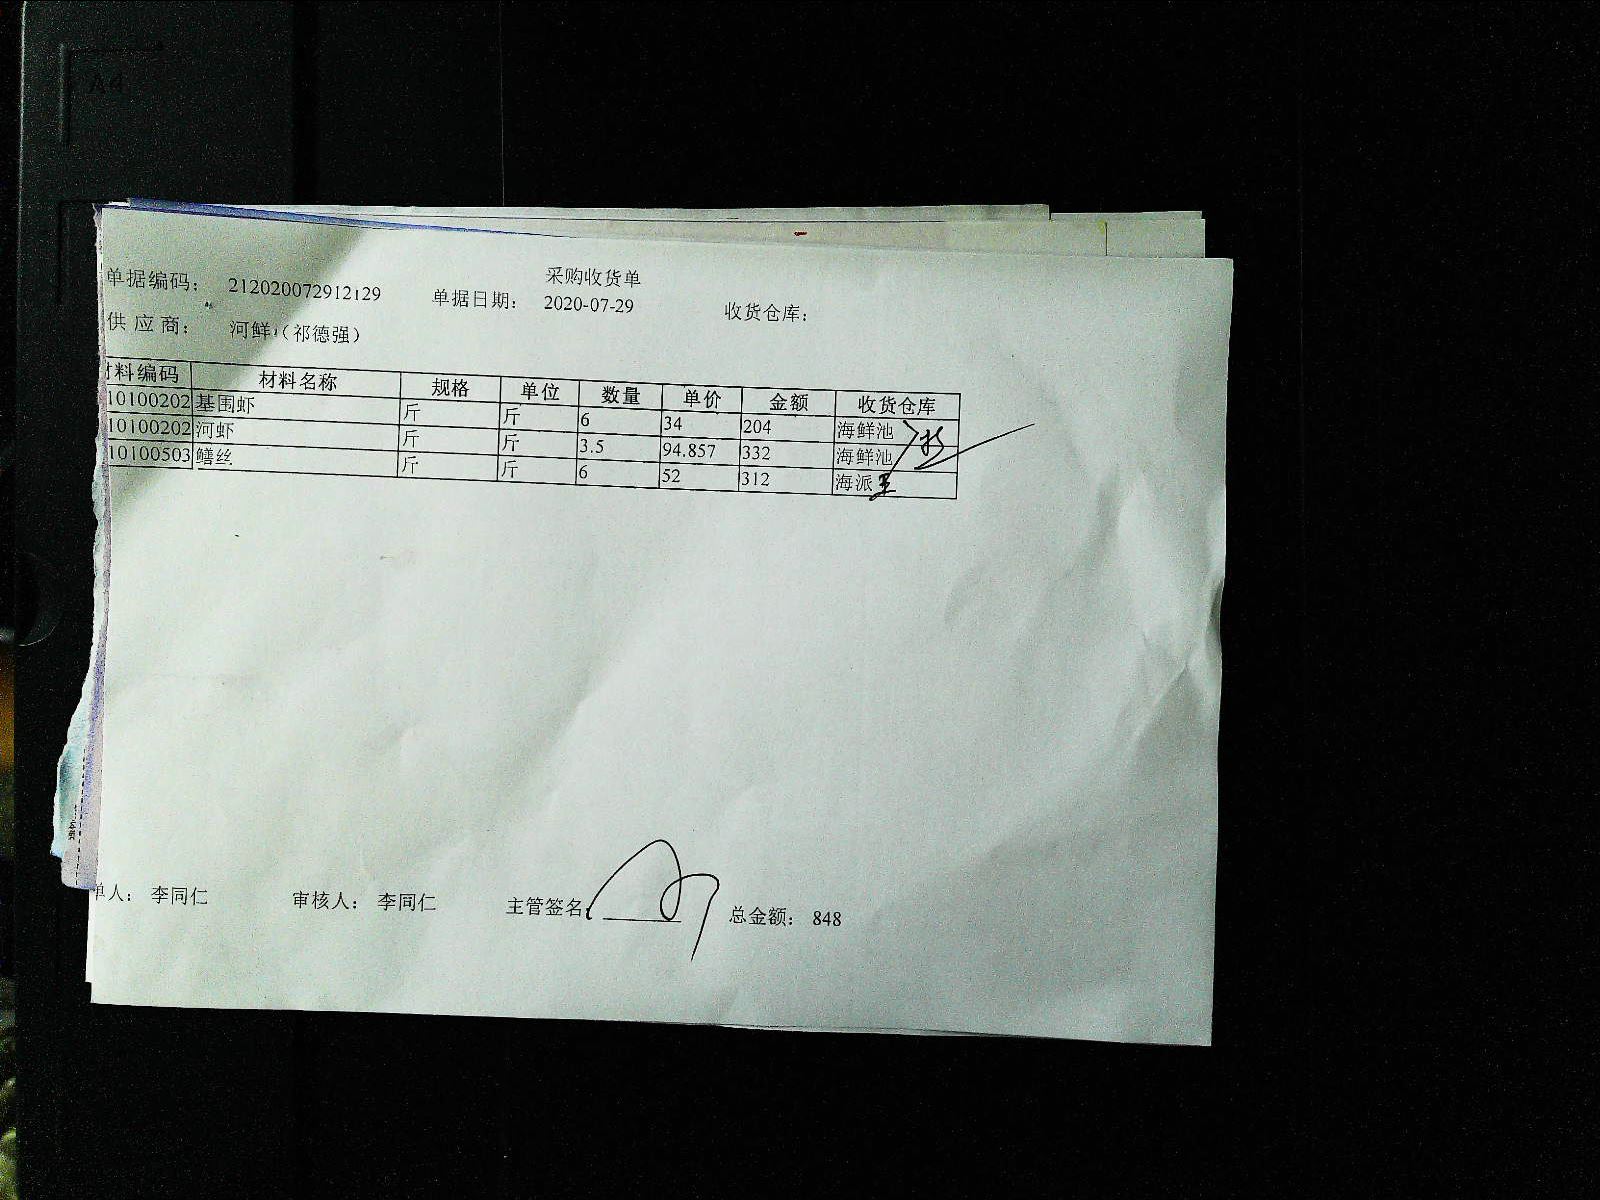 A4
采购收货单
单据编码： 212020072912129 单据日期： 2020-07-29 收货仓库：
供应商： 河鲜（祁德强）
材料编码 材料名称 规格 单位 数量 单价 金额 收货仓库
10100202 基围虾 斤 斤 6 34 204 海鲜池
10100202 河虾 斤 斤 3.5 94.857 332 海鲜池
10100503 鳝丝 斤 斤 6 52 312 海派
单人： 李同仁 审核人： 李同仁 主管签名： 总金额： 848